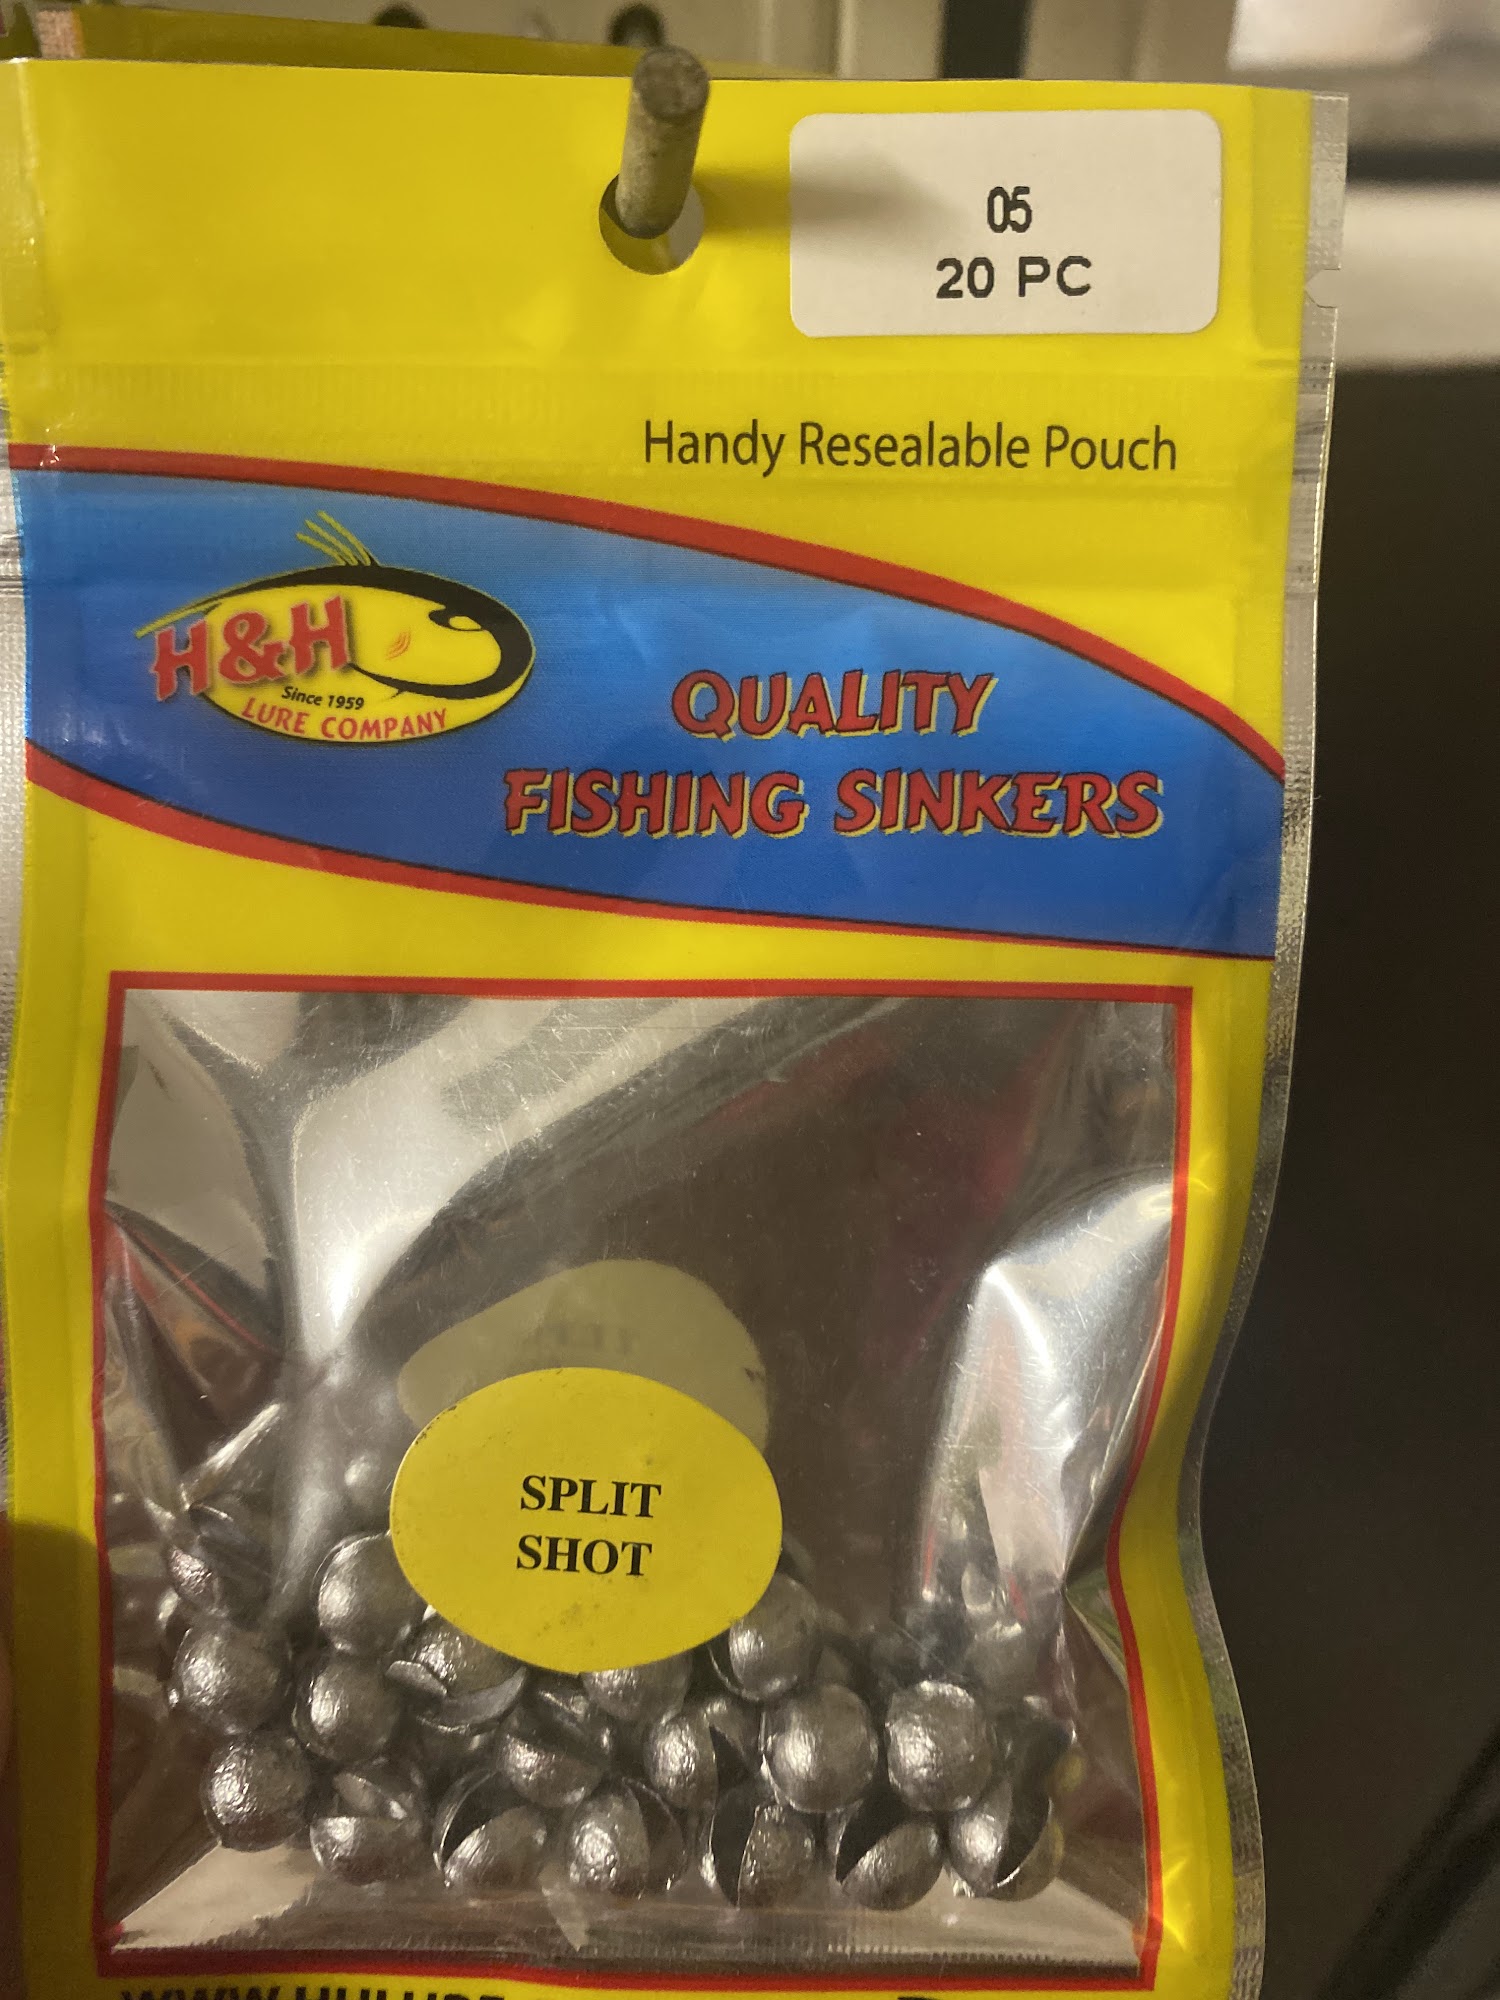 05
20 PC
Handy Resealable Pouch
H&H
Since 1959
LURE COMPANY
QUALITY
FISHING SINKERS
SPLIT
SHOT